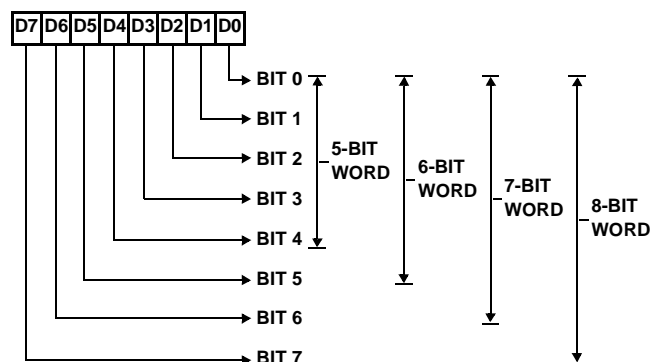 D7 D6 D5 D4 D3 D2 D1 D0
BIT 0
BIT 1
BIT 2
BIT 3
BIT 4
BIT 5
BIT 6
BIT 7
5-BIT
WORD
6-BIT
WORD
7-BIT
WORD
8-BIT
WORD